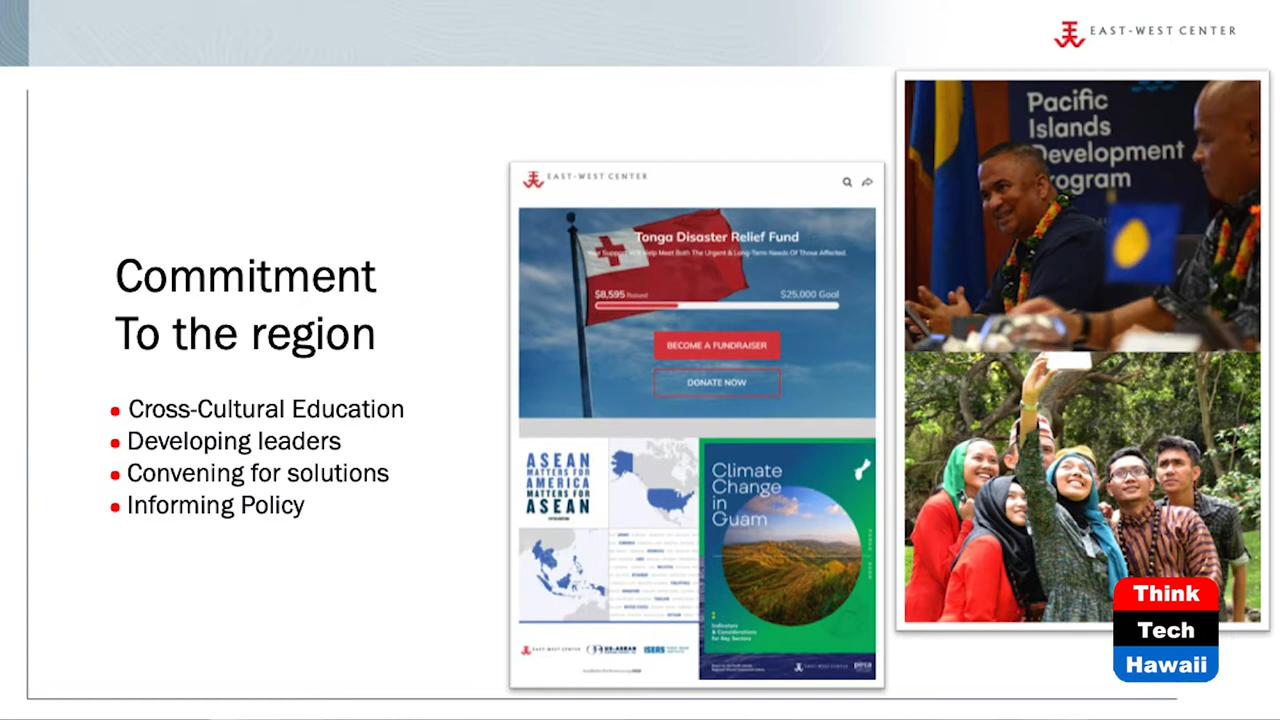 EAST-WEST CENTER
Commitment
To the region
Cross-Cultural Education
Developing leaders
Convening for solutions
Informing Policy
EAST-WEST CENTER
Tonga Disaster Relief Fund
Your Support Will Help Meet Both The Urgent & Long-Term Needs Of Those Affected.
$8,595 Raised
$25,000 Goal
BECOME A FUNDRAISER
DONATE NOW
ASEAN
MATTERS FOR
AMERICA
MATTERS FOR
ASEAN
Climate
Change
in
Guam
Indicators
& Considerations
for Key Sectors
EAST-WEST CENTER
US-ASEAN
ISEAS
EAST-WEST CENTER
Pacific
Islands
Development
Program
Think
Tech
Hawaii